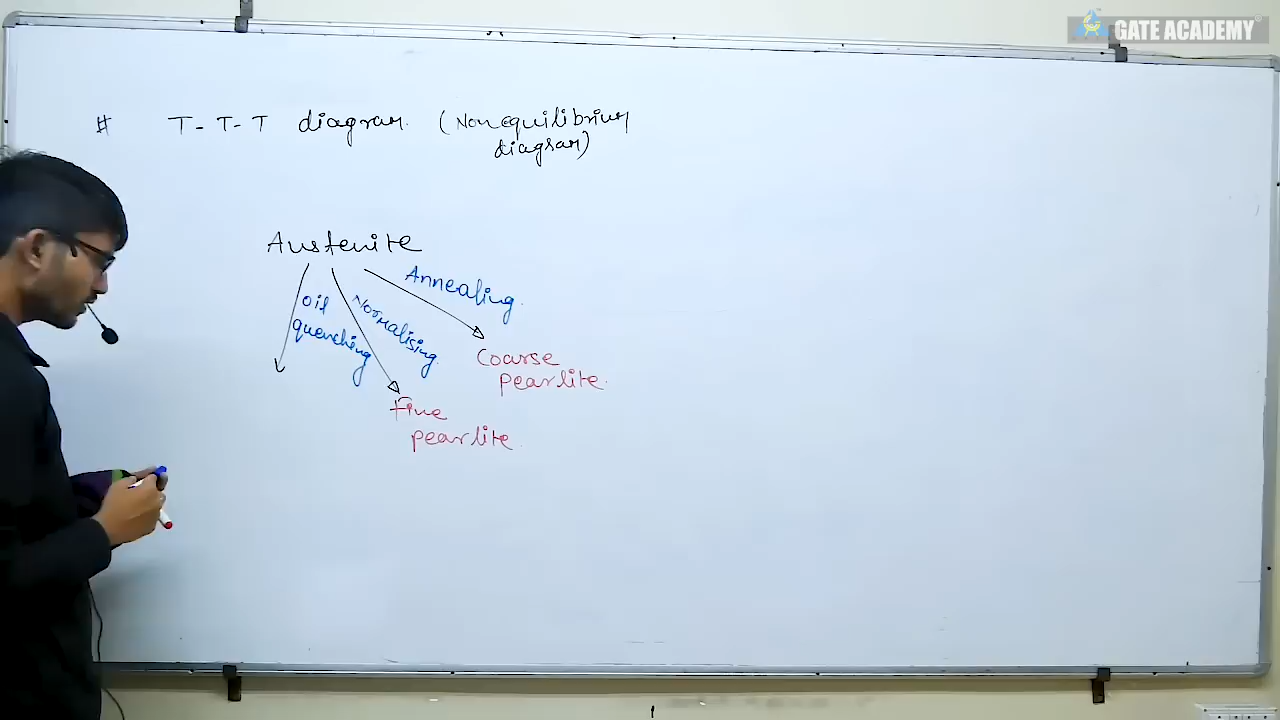 GATE ACADEMY
# T-T-T diagram. (Nonequilibrium
diagram)
Austenite
Annealing.
oil
quenching
Normalising.
Coarse
pearlite.
Fine
pearlite.